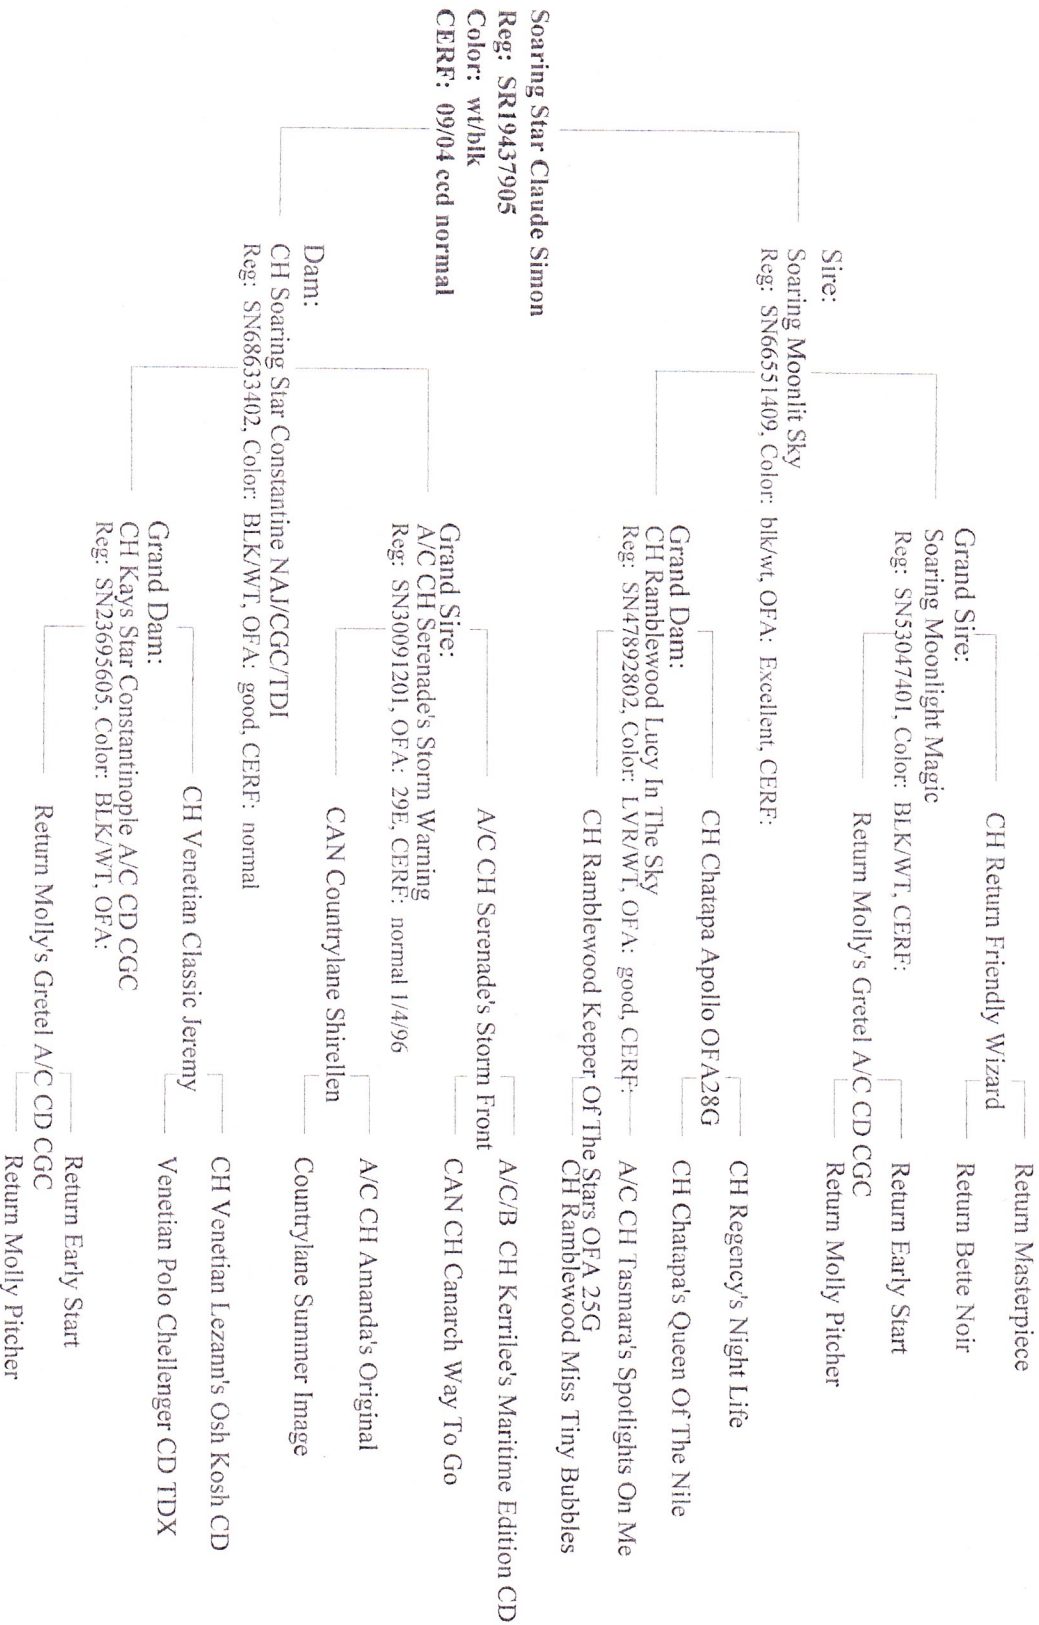 Soaring Star Claude Simon
Reg: SR19437905
Color: wt/blk
CERF: 09/04 ccd normal
Sire:
Soaring Moonlit Sky
Reg: SN66551409, Color: blk/wt, OFA: Excellent, CERF:
Grand Sire:
Soaring Moonlight Magic
Reg: SN53047401, Color: BLK/WT, CERF:
CH Return Friendly Wizard
Return Masterpiece
Return Bette Noir
Return Molly's Gretel A/C CD CGC
Return Early Start
Return Molly Pitcher
Grand Dam:
CH Ramblewood Lucy In The Sky
Reg: SN47892802, Color: LVR/WT, OFA: good, CERF:
CH Chatapa Apollo OFA28G
CH Regency's Night Life
CH Chatapa's Queen Of The Nile
CH Ramblewood Keeper Of The Stars OFA 25G
A/C CH Tasmara's Spotlights On Me
CH Ramblewood Miss Tiny Bubbles
Dam:
CH Soaring Star Constantine NAJ/CGC/TDI
Reg: SN68633402, Color: BLK/WT, OFA: good, CERF: normal
Grand Sire:
A/C CH Serenade's Storm Warning
Reg: SN30091201, OFA: 29E, CERF: normal 1/4/96
A/C CH Serenade's Storm Front
A/C/B CH Kerrilee's Maritime Edition CD
CAN CH Canarch Way To Go
CAN Countrylane Shirellen
A/C CH Amanda's Original
Countrylane Summer Image
Grand Dam:
CH Kays Star Constantinople A/C CD CGC
Reg: SN23695605, Color: BLK/WT, OFA:
CH Venetian Classic Jeremy
CH Venetian Lezann's Osh Kosh CD
Venetian Polo Chellenger CD TDX
Return Molly's Gretel A/C CD CGC
Return Early Start
Return Molly Pitcher